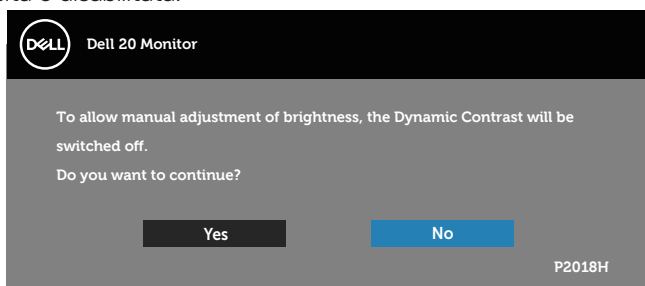 DELL
Dell 20 Monitor
To allow manual adjustment of brightness, the Dynamic Contrast will be
switched off.
Do you want to continue?
Yes
No
P2018H